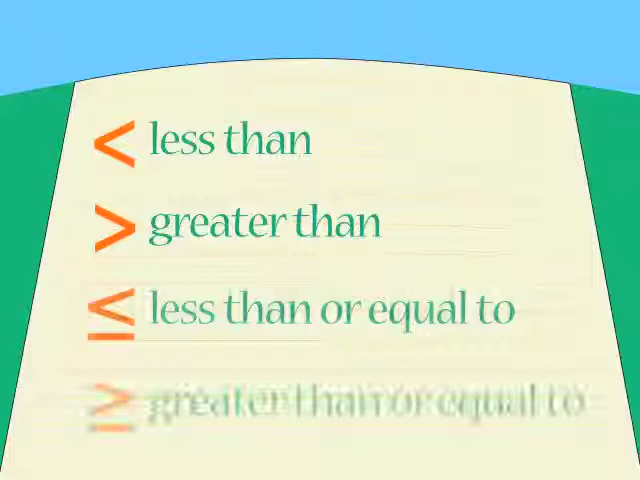 < less than
> greater than
≤ less than or equal to
≥ greater than or equal to